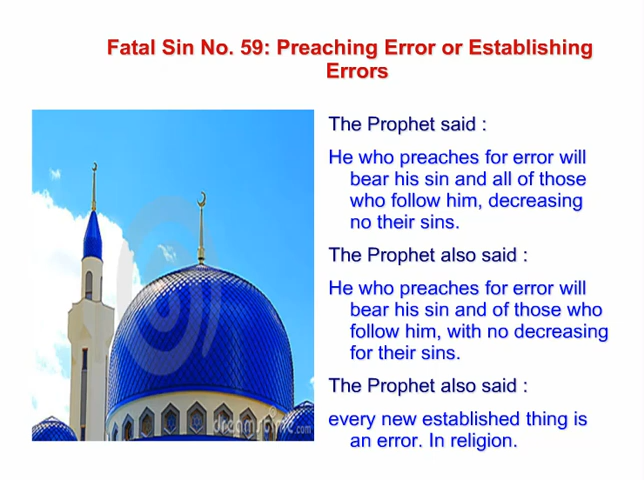 Fatal Sin No. 59: Preaching Error or Establishing
Errors
The Prophet said :
He who preaches for error will
bear his sin and all of those
who follow him, decreasing
no their sins.
The Prophet also said :
He who preaches for error will
bear his sin and of those who
follow him, with no decreasing
for their sins.
The Prophet also said :
every new established thing is
an error. In religion.
dreamstime.com